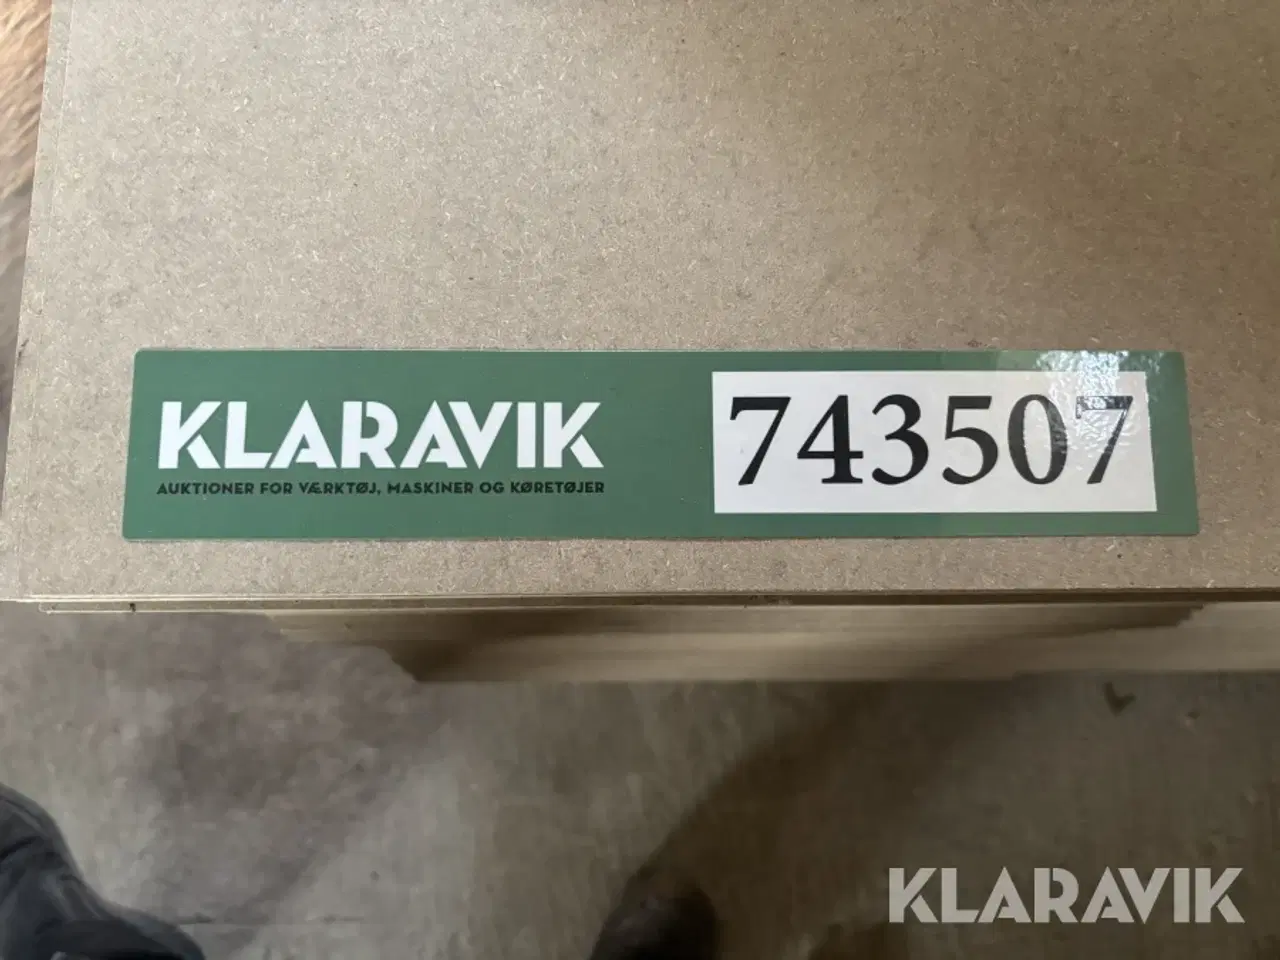 KLARAVIK
AUKTIONER FOR VÆRKTØJ, MASKINER OG KØRETØJER
743507
KLARAVIK